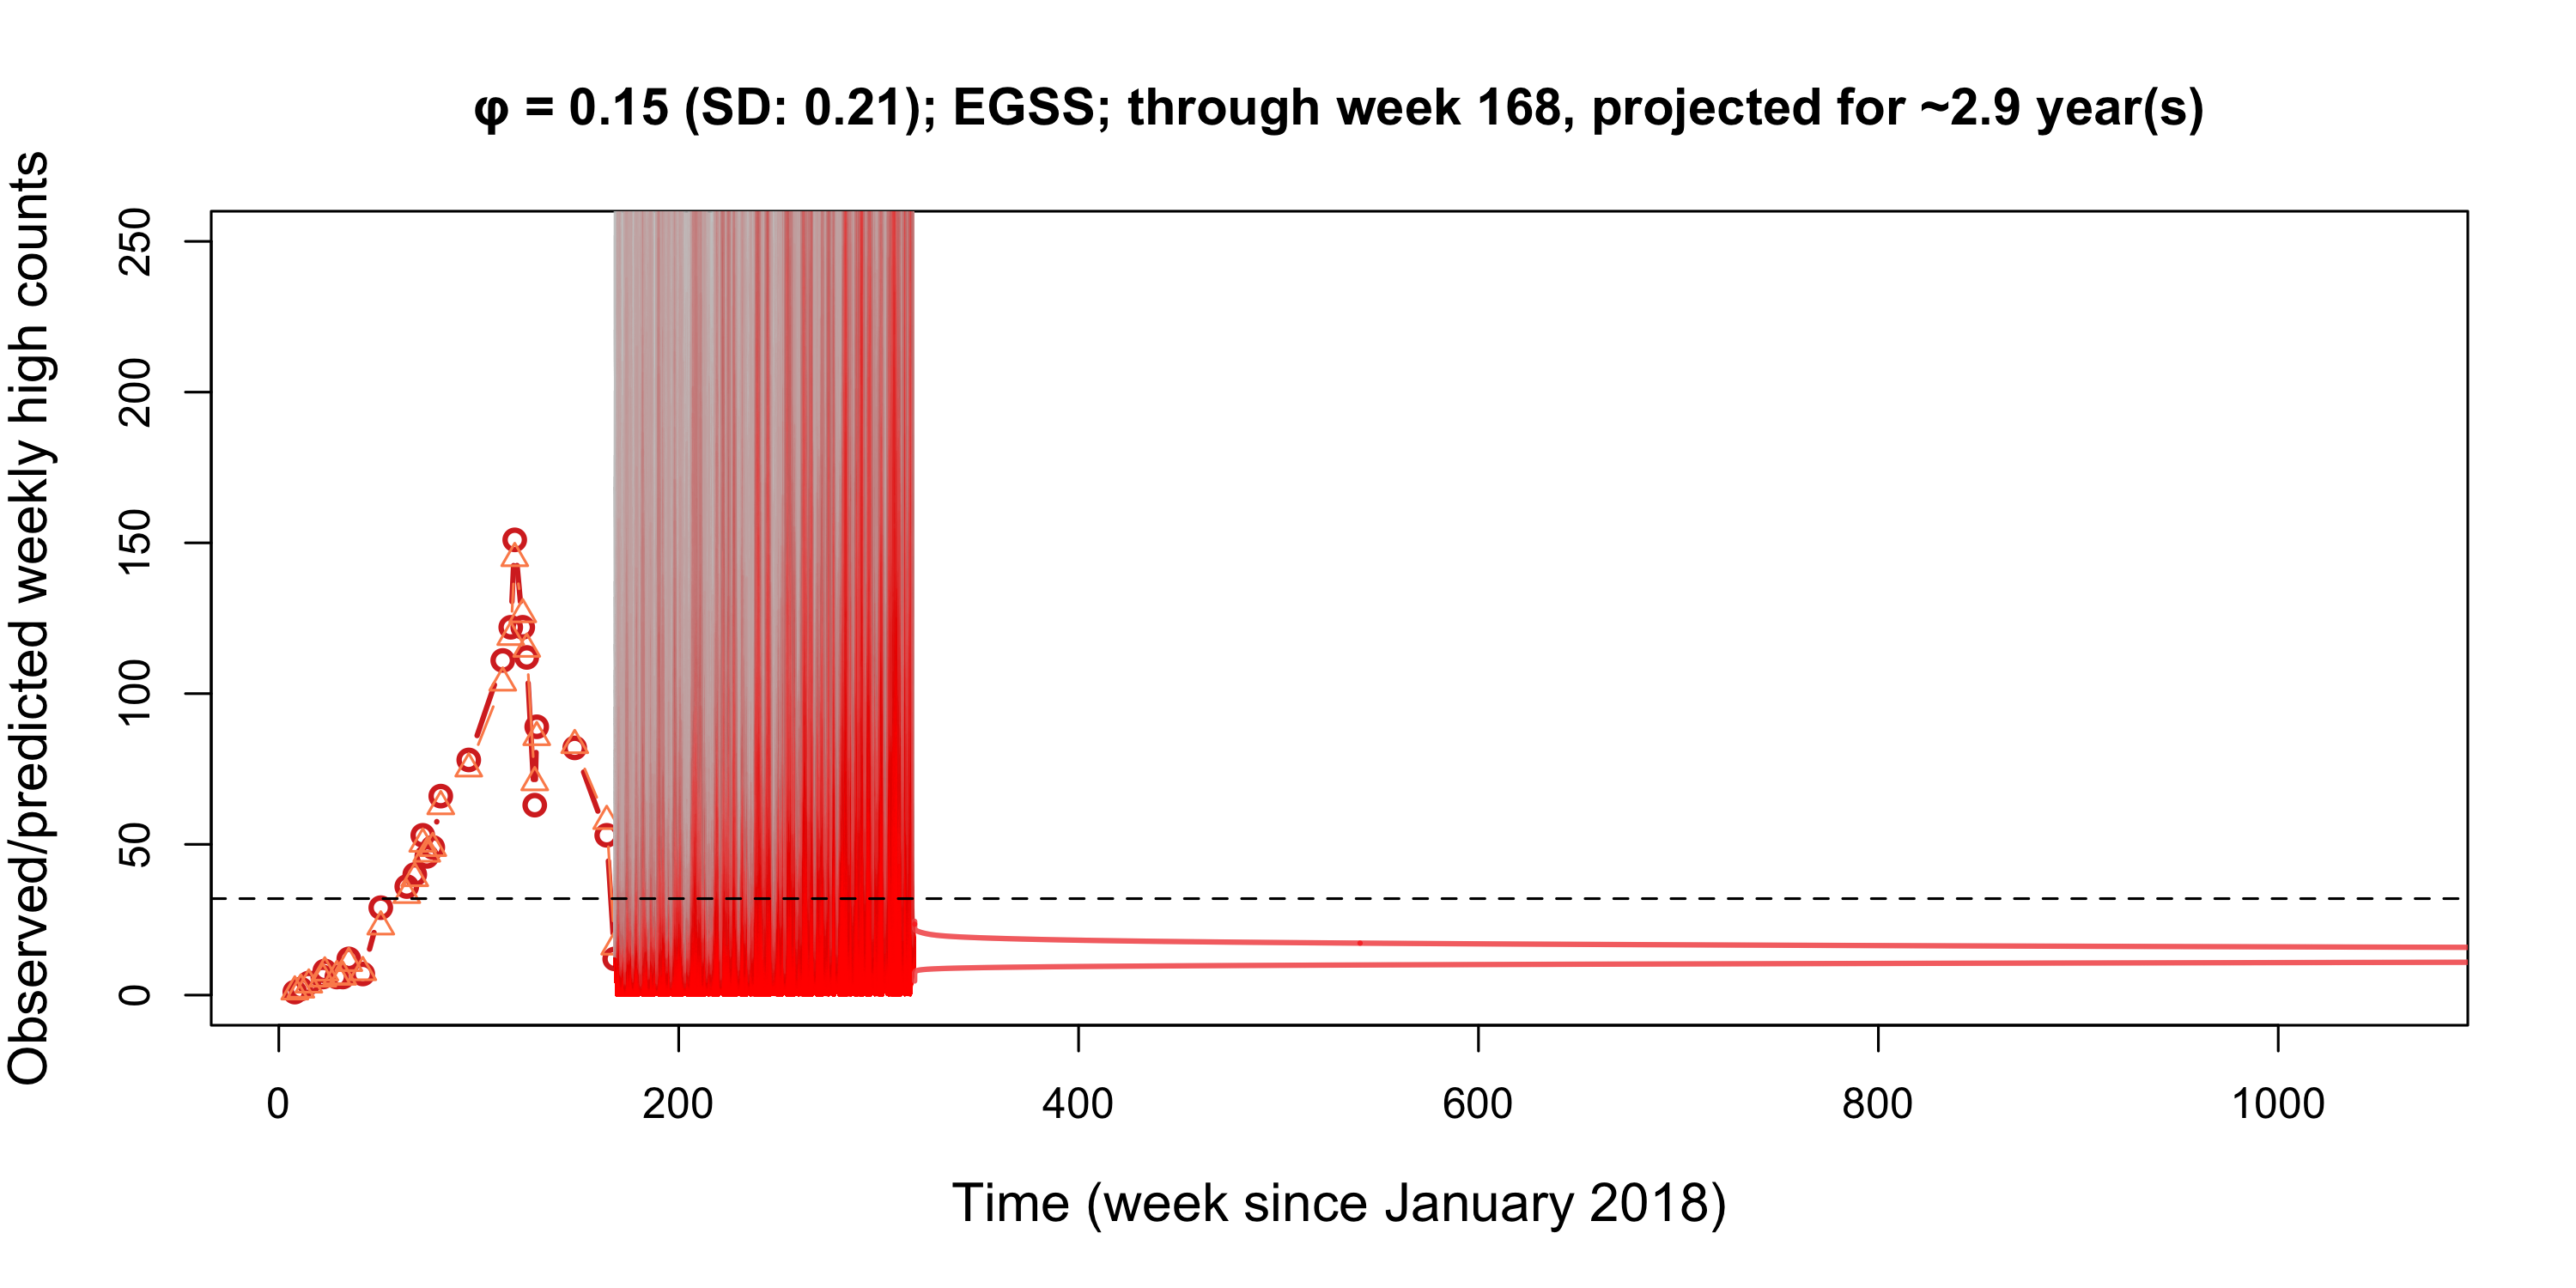 φ = 0.15 (SD: 0.21); EGSS; through week 168, projected for ~2.9 year(s)
Observed/predicted weekly high counts
250
200
150
100
50
0
0 200 400 600 800 1000
Time (week since January 2018)